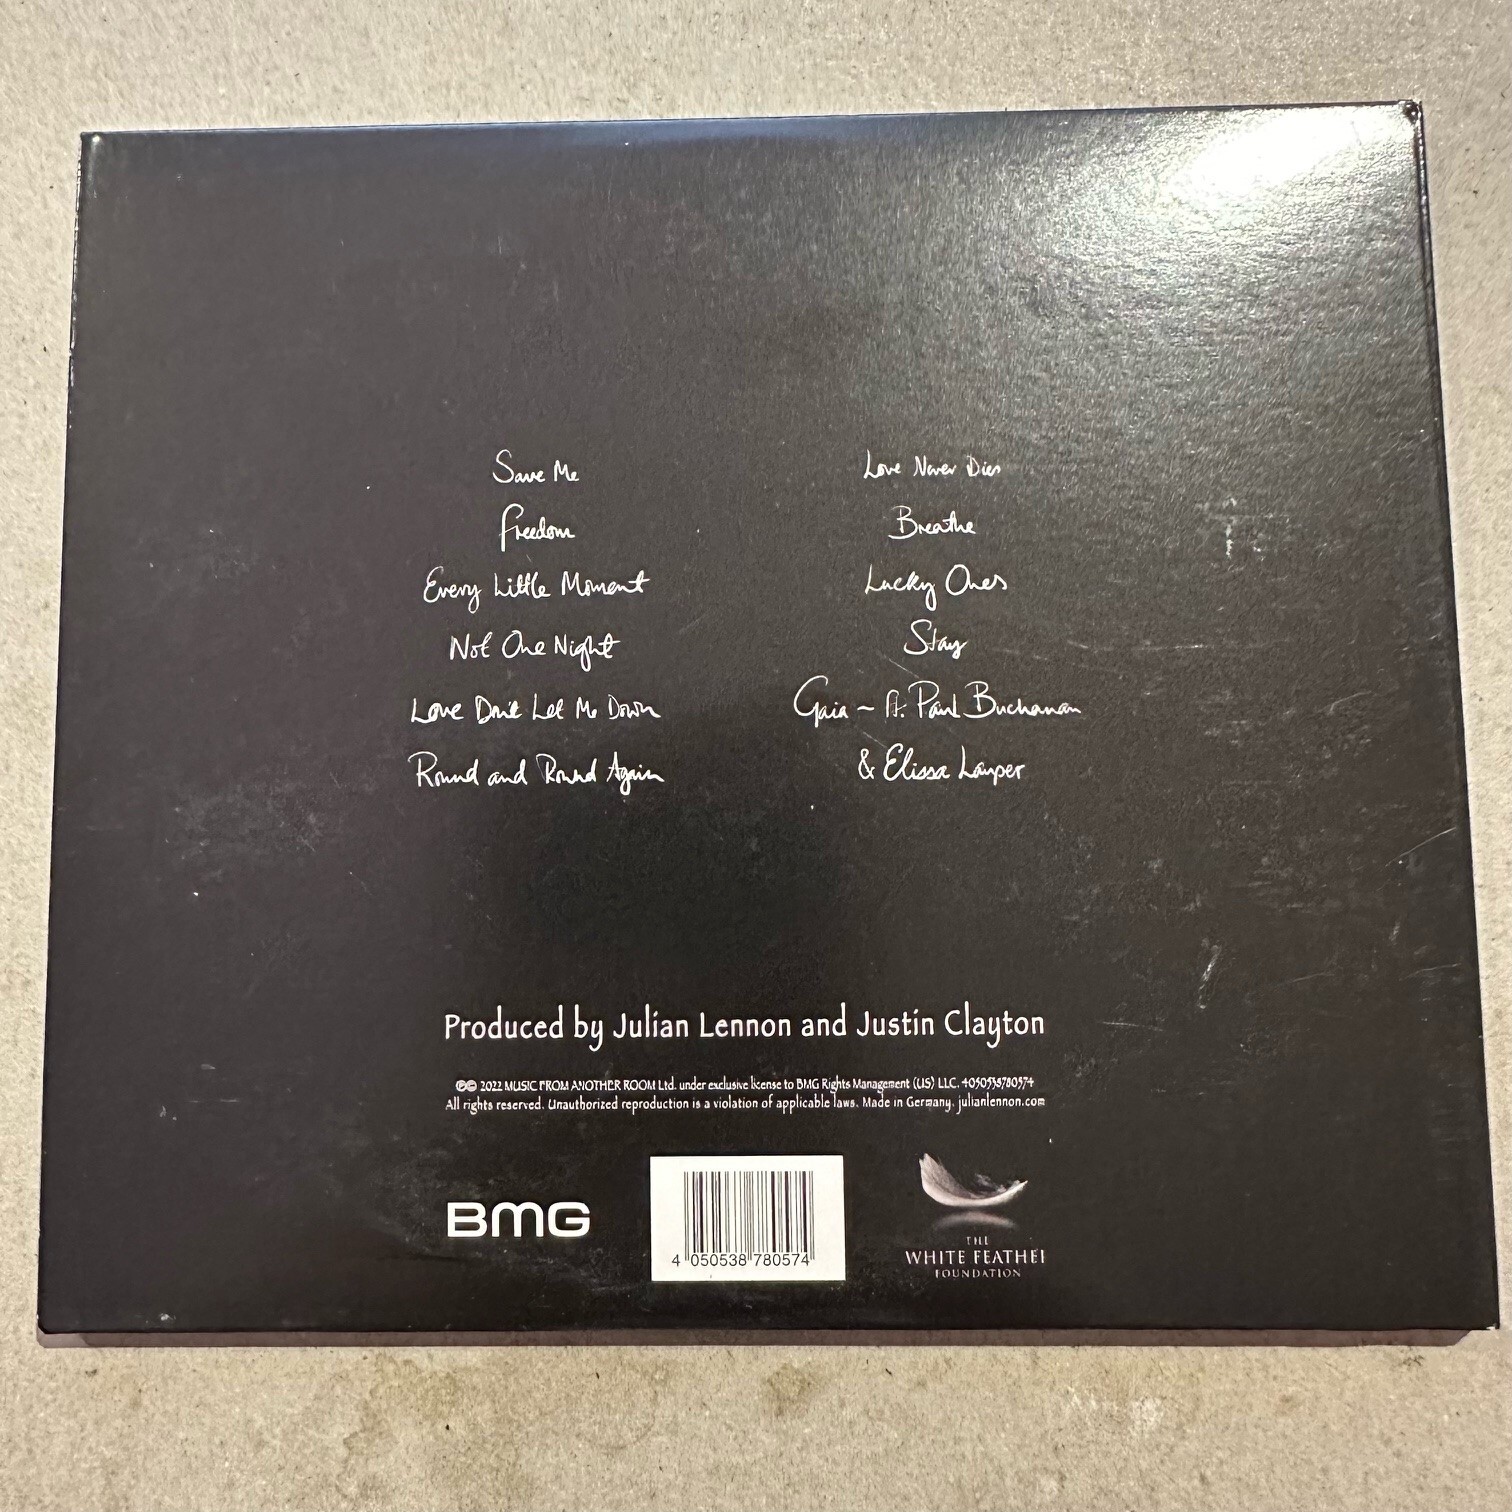 Save Me
Freedom
Every Little Moment
Not One Night
Love Don't Let Me Down
Round and Round Again
Love Never Dies
Breathe
Lucky Ones
Stay
Gaia ~ ft. Paul Buchanan
& Elissa Lauper
Produced by Julian Lennon and Justin Clayton
℗© 2022 MUSIC FROM ANOTHER ROOM Ltd. under exclusive license to BMG Rights Management (US) LLC. 4050538780574
All rights reserved. Unauthorized reproduction is a violation of applicable laws. Made in Germany. julianlennon.com
BMG
4 050538 780574
THE
WHITE FEATHER
FOUNDATION